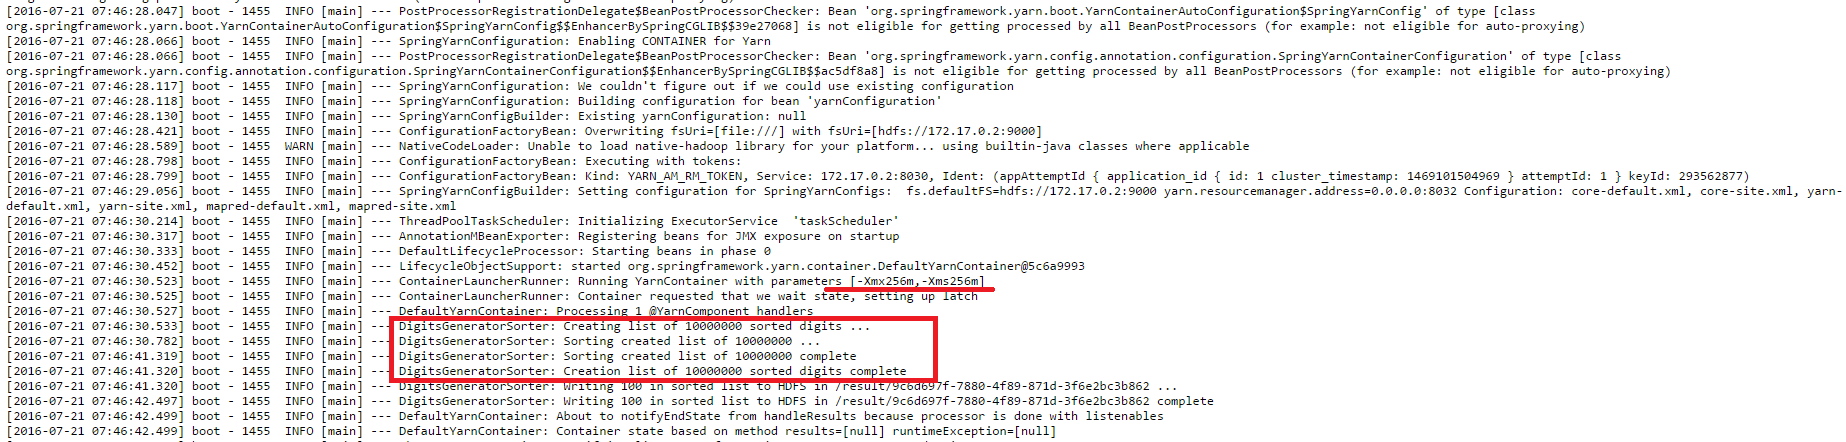 [2016-07-21 07:46:28.047] boot - 1455  INFO [main] --- PostProcessorRegistrationDelegate$BeanPostProcessorChecker: Bean 'org.springframework.yarn.boot.YarnContainerAutoConfiguration$SpringYarnConfig' of type [class
org.springframework.yarn.boot.YarnContainerAutoConfiguration$SpringYarnConfig$$EnhancerBySpringCGLIB$$39e27068] is not eligible for getting processed by all BeanPostProcessors (for example: not eligible for auto-proxying)
[2016-07-21 07:46:28.066] boot - 1455  INFO [main] --- SpringYarnConfiguration: Enabling CONTAINER for Yarn
[2016-07-21 07:46:28.066] boot - 1455  INFO [main] --- PostProcessorRegistrationDelegate$BeanPostProcessorChecker: Bean 'org.springframework.yarn.config.annotation.configuration.SpringYarnContainerConfiguration' of type [class
org.springframework.yarn.config.annotation.configuration.SpringYarnContainerConfiguration$$EnhancerBySpringCGLIB$$ac5df8a8] is not eligible for getting processed by all BeanPostProcessors (for example: not eligible for auto-proxying)
[2016-07-21 07:46:28.117] boot - 1455  INFO [main] --- SpringYarnConfiguration: We couldn't figure out if we could use existing configuration
[2016-07-21 07:46:28.118] boot - 1455  INFO [main] --- SpringYarnConfiguration: Building configuration for bean 'yarnConfiguration'
[2016-07-21 07:46:28.130] boot - 1455  INFO [main] --- SpringYarnConfigBuilder: Existing yarnConfiguration: null
[2016-07-21 07:46:28.421] boot - 1455  INFO [main] --- ConfigurationFactoryBean: Overwriting fsUri=[file:///] with fsUri=[hdfs://172.17.0.2:9000]
[2016-07-21 07:46:28.589] boot - 1455  WARN [main] --- NativeCodeLoader: Unable to load native-hadoop library for your platform... using builtin-java classes where applicable
[2016-07-21 07:46:28.798] boot - 1455  INFO [main] --- ConfigurationFactoryBean: Executing with tokens:
[2016-07-21 07:46:28.799] boot - 1455  INFO [main] --- ConfigurationFactoryBean: Kind: YARN_AM_RM_TOKEN, Service: 172.17.0.2:8030, Ident: (appAttemptId { application_id { id: 1 cluster_timestamp: 1469101504969 } attemptId: 1 } keyId: 293562877)
[2016-07-21 07:46:29.056] boot - 1455  INFO [main] --- SpringYarnConfigBuilder: Setting configuration for SpringYarnConfigs:  fs.defaultFS=hdfs://172.17.0.2:9000 yarn.resourcemanager.address=0.0.0.0:8032 Configuration: core-default.xml, core-site.xml, yarn-
default.xml, yarn-site.xml, mapred-default.xml, mapred-site.xml
[2016-07-21 07:46:30.214] boot - 1455  INFO [main] --- ThreadPoolTaskScheduler: Initializing ExecutorService  'taskScheduler'
[2016-07-21 07:46:30.317] boot - 1455  INFO [main] --- AnnotationMBeanExporter: Registering beans for JMX exposure on startup
[2016-07-21 07:46:30.333] boot - 1455  INFO [main] --- DefaultLifecycleProcessor: Starting beans in phase 0
[2016-07-21 07:46:30.452] boot - 1455  INFO [main] --- LifecycleObjectSupport: started org.springframework.yarn.container.DefaultYarnContainer@5c6a9993
[2016-07-21 07:46:30.523] boot - 1455  INFO [main] --- ContainerLauncherRunner: Running YarnContainer with parameters [-Xmx256m,-Xms256m]
[2016-07-21 07:46:30.525] boot - 1455  INFO [main] --- ContainerLauncherRunner: Container requested that we wait state, setting up latch
[2016-07-21 07:46:30.527] boot - 1455  INFO [main] --- DefaultYarnContainer: Processing 1 @YarnComponent handlers
[2016-07-21 07:46:30.533] boot - 1455  INFO [main] --- DigitsGeneratorSorter: Creating list of 10000000 sorted digits ...
[2016-07-21 07:46:30.782] boot - 1455  INFO [main] --- DigitsGeneratorSorter: Sorting created list of 10000000 ...
[2016-07-21 07:46:41.319] boot - 1455  INFO [main] --- DigitsGeneratorSorter: Sorting created list of 10000000 complete
[2016-07-21 07:46:41.320] boot - 1455  INFO [main] --- DigitsGeneratorSorter: Creation list of 10000000 sorted digits complete
[2016-07-21 07:46:41.320] boot - 1455  INFO [main] --- DigitsGeneratorSorter: Writing 100 in sorted list to HDFS in /result/9c6d697f-7880-4f89-871d-3f6e2bc3b862 ...
[2016-07-21 07:46:42.497] boot - 1455  INFO [main] --- DigitsGeneratorSorter: Writing 100 in sorted list to HDFS in /result/9c6d697f-7880-4f89-871d-3f6e2bc3b862 complete
[2016-07-21 07:46:42.499] boot - 1455  INFO [main] --- DefaultYarnContainer: About to notifyEndState from handleResults because processor is done with listenables
[2016-07-21 07:46:42.499] boot - 1455  INFO [main] --- DefaultYarnContainer: Container state based on method results=[null] runtimeException=[null]